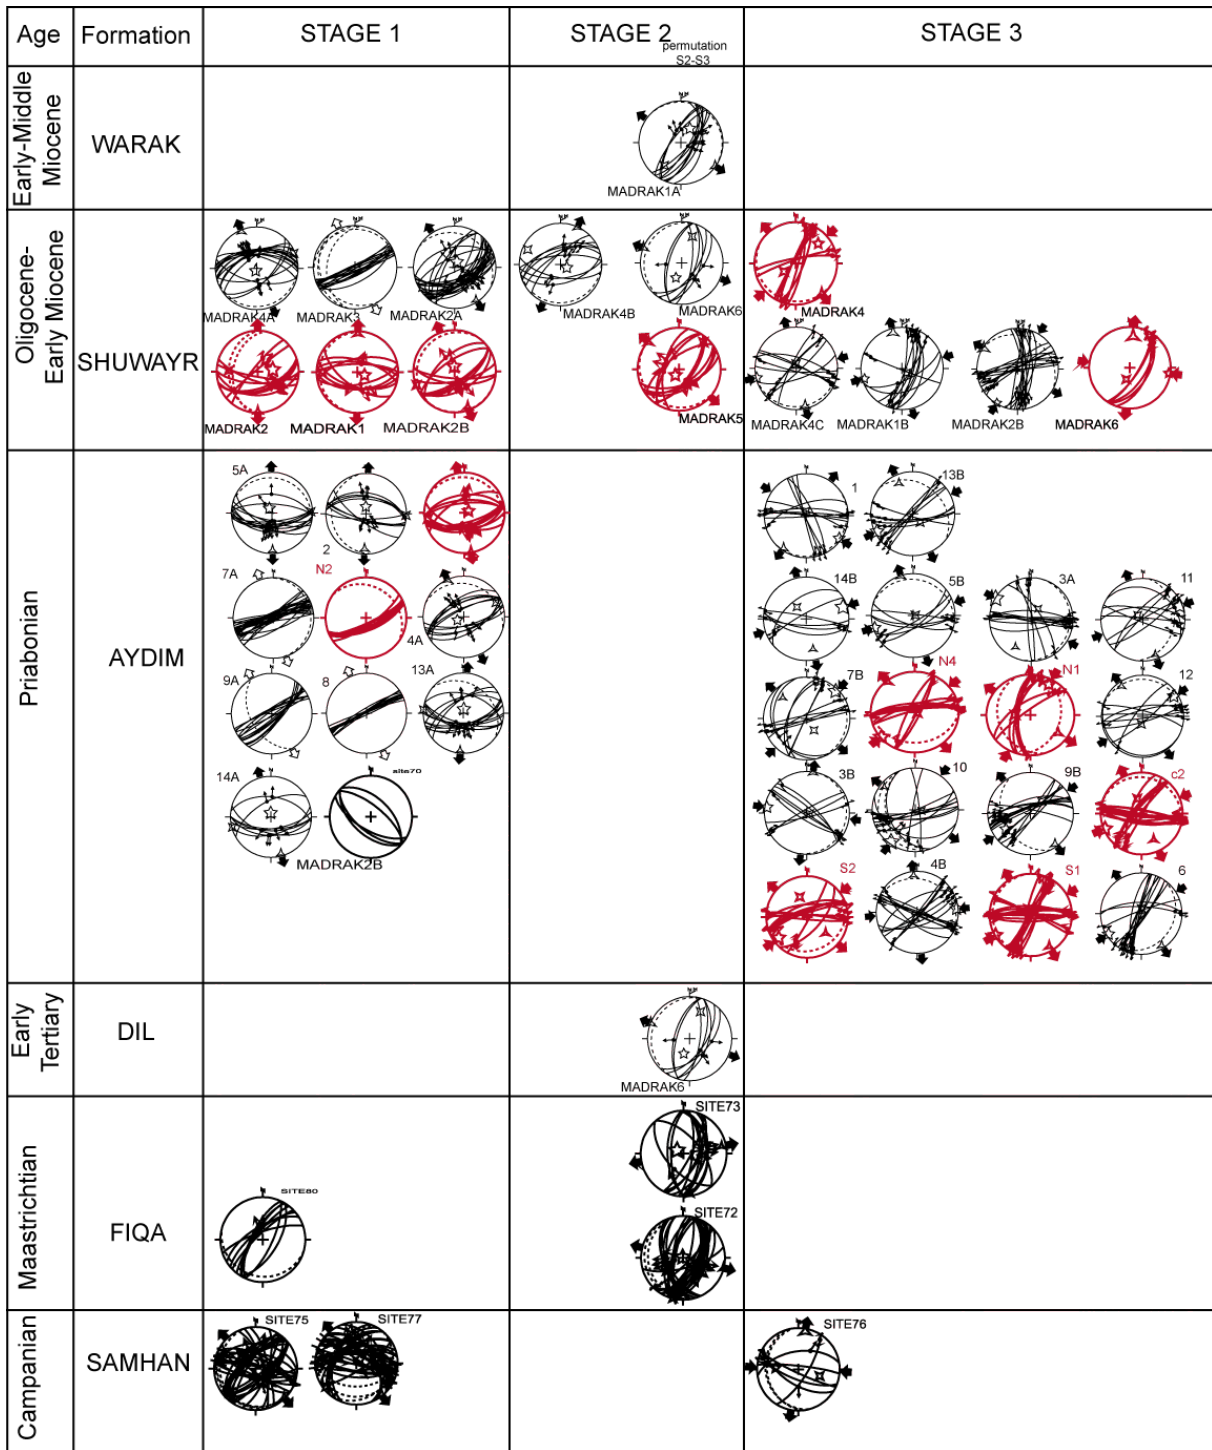 Age Formation STAGE 1 STAGE 2 STAGE 3
permutation
S2-S3
Early-Middle
Miocene
WARAK
MADRAK1A
Oligocene-
Early Miocene
SHUWAYR
MADRAK4A MADRAK3 MADRAK2A MADRAK4B MADRAK6 MADRAK4
MADRAK2 MADRAK1 MADRAK2B MADRAK5 MADRAK4C MADRAK1B MADRAK2B MADRAK6
Priabonian
AYDIM
5A 2
7A N2 4A
9A 8 13A
14A site70
MADRAK2B
1 13B
14B 5B 3A 11
7B N4 N1 12
3B 10 9B c2
S2 4B S1 6
Early
Tertiary
DIL
MADRAK6
Maastrichtian
FIQA
SITE80
SITE73
SITE72
Campanian
SAMHAN
SITE75 SITE77 SITE76